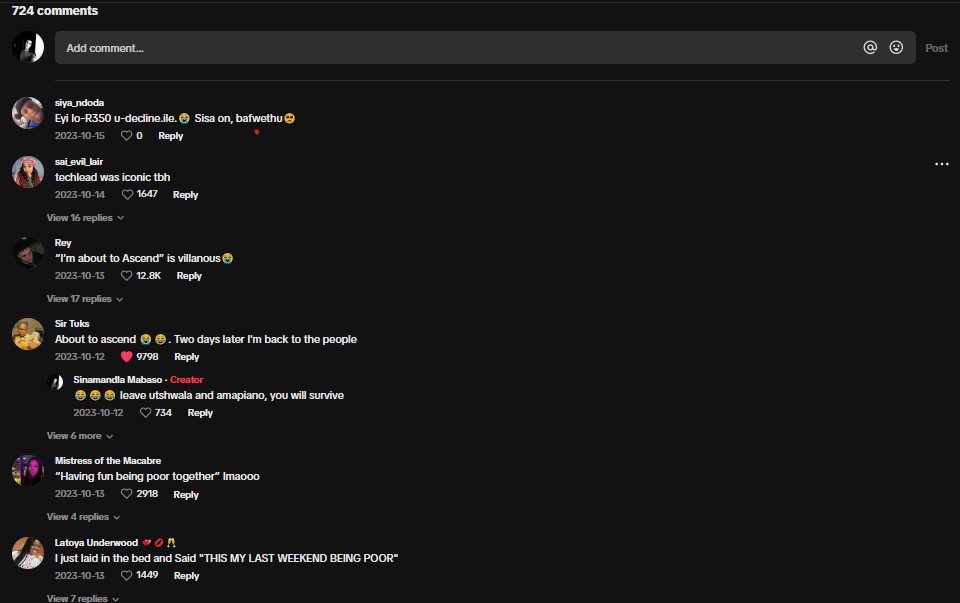 724 comments
Add comment...
Post
siya_ndoda
Eyi lo-R350 u-decline.ile.😭 Sisa on, bafwethu🥺
2023-10-15 0 Reply
sai_evil_lair
techlead was iconic tbh
2023-10-14 1647 Reply
View 16 replies
Rey
“I’m about to Ascend” is villanous😭
2023-10-13 12.8K Reply
View 17 replies
Sir Tuks
About to ascend 😭 😂 . Two days later I'm back to the people
2023-10-12 9798 Reply
Sinamandla Mabaso · Creator
😂 😂 😂 leave utshwala and amapiano, you will survive
2023-10-12 734 Reply
View 6 more
Mistress of the Macabre
“Having fun being poor together” lmaooo
2023-10-13 2918 Reply
View 4 replies
Latoya Underwood 💋 🥂
I just laid in the bed and Said "THIS MY LAST WEEKEND BEING POOR"
2023-10-13 1449 Reply
View 7 replies